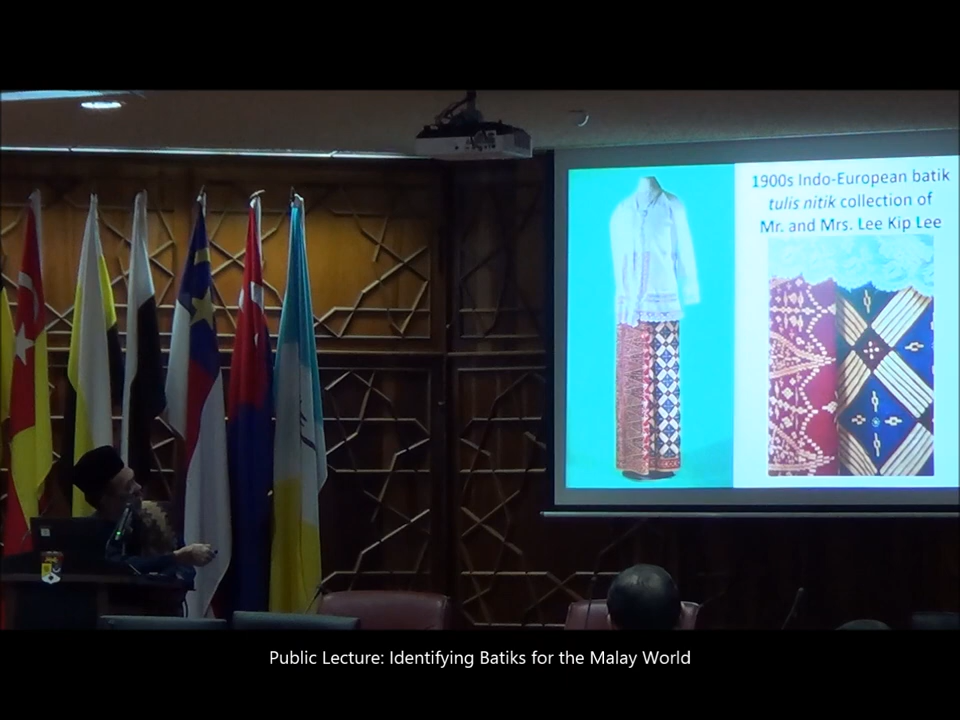 1900s Indo-European batik
tulis nitik collection of
Mr. and Mrs. Lee Kip Lee
Public Lecture: Identifying Batiks for the Malay World